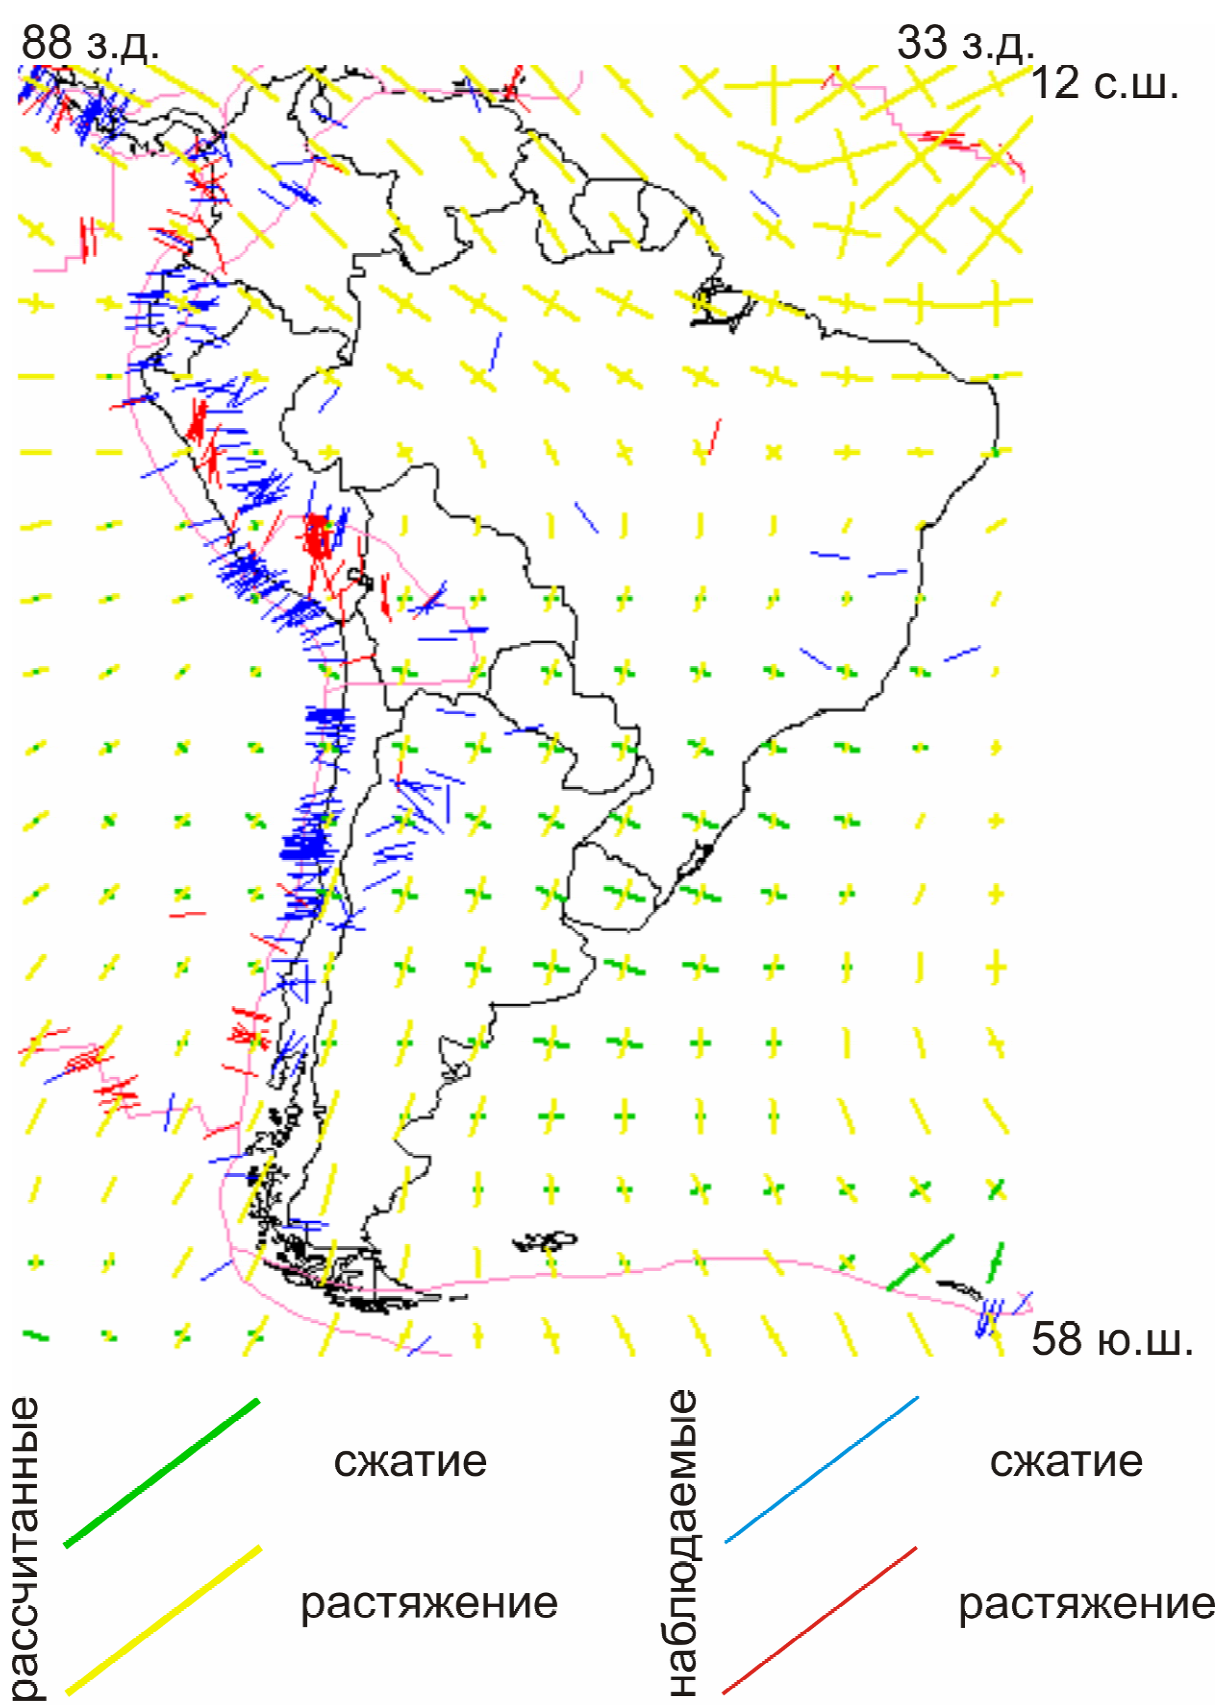 88 з.д.
33 з.д.
12 с.ш.
58 ю.ш.
рассчитанные
сжатие
растяжение
наблюдаемые
сжатие
растяжение